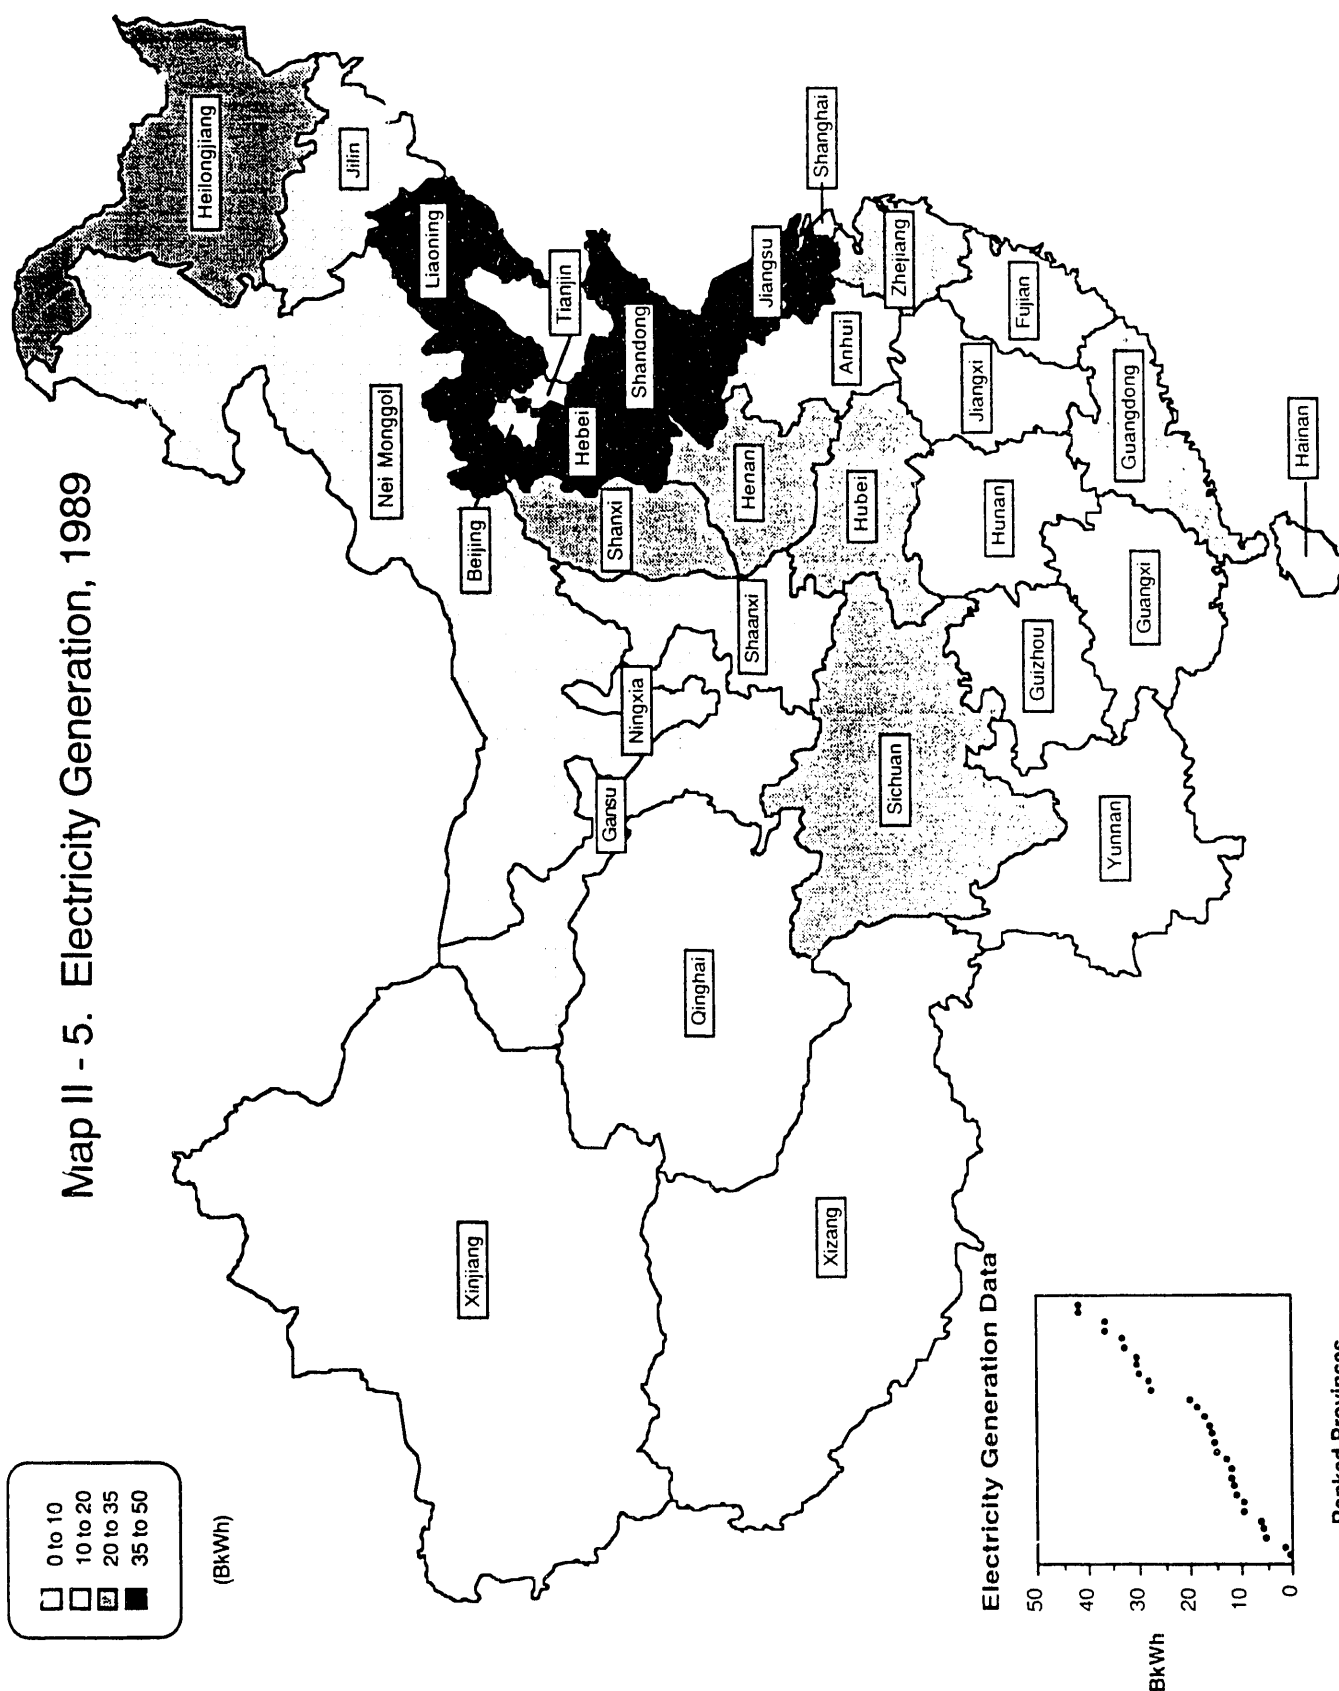 Map II - 5. Electricity Generation, 1989
0 to 10
10 to 20
20 to 35
35 to 50
(BkWh)
Heilongjiang
Jilin
Liaoning
Nei Monggol
Beijing
Tianjin
Hebei
Shandong
Shanxi
Henan
Jiangsu
Shanghai
Anhui
Zhejiang
Hubei
Shaanxi
Ningxia
Gansu
Xinjiang
Qinghai
Xizang
Sichuan
Jiangxi
Fujian
Hunan
Guizhou
Guangdong
Guangxi
Yunnan
Hainan
Electricity Generation Data
50
40
30
20
10
0
BkWh
Ranked Provinces